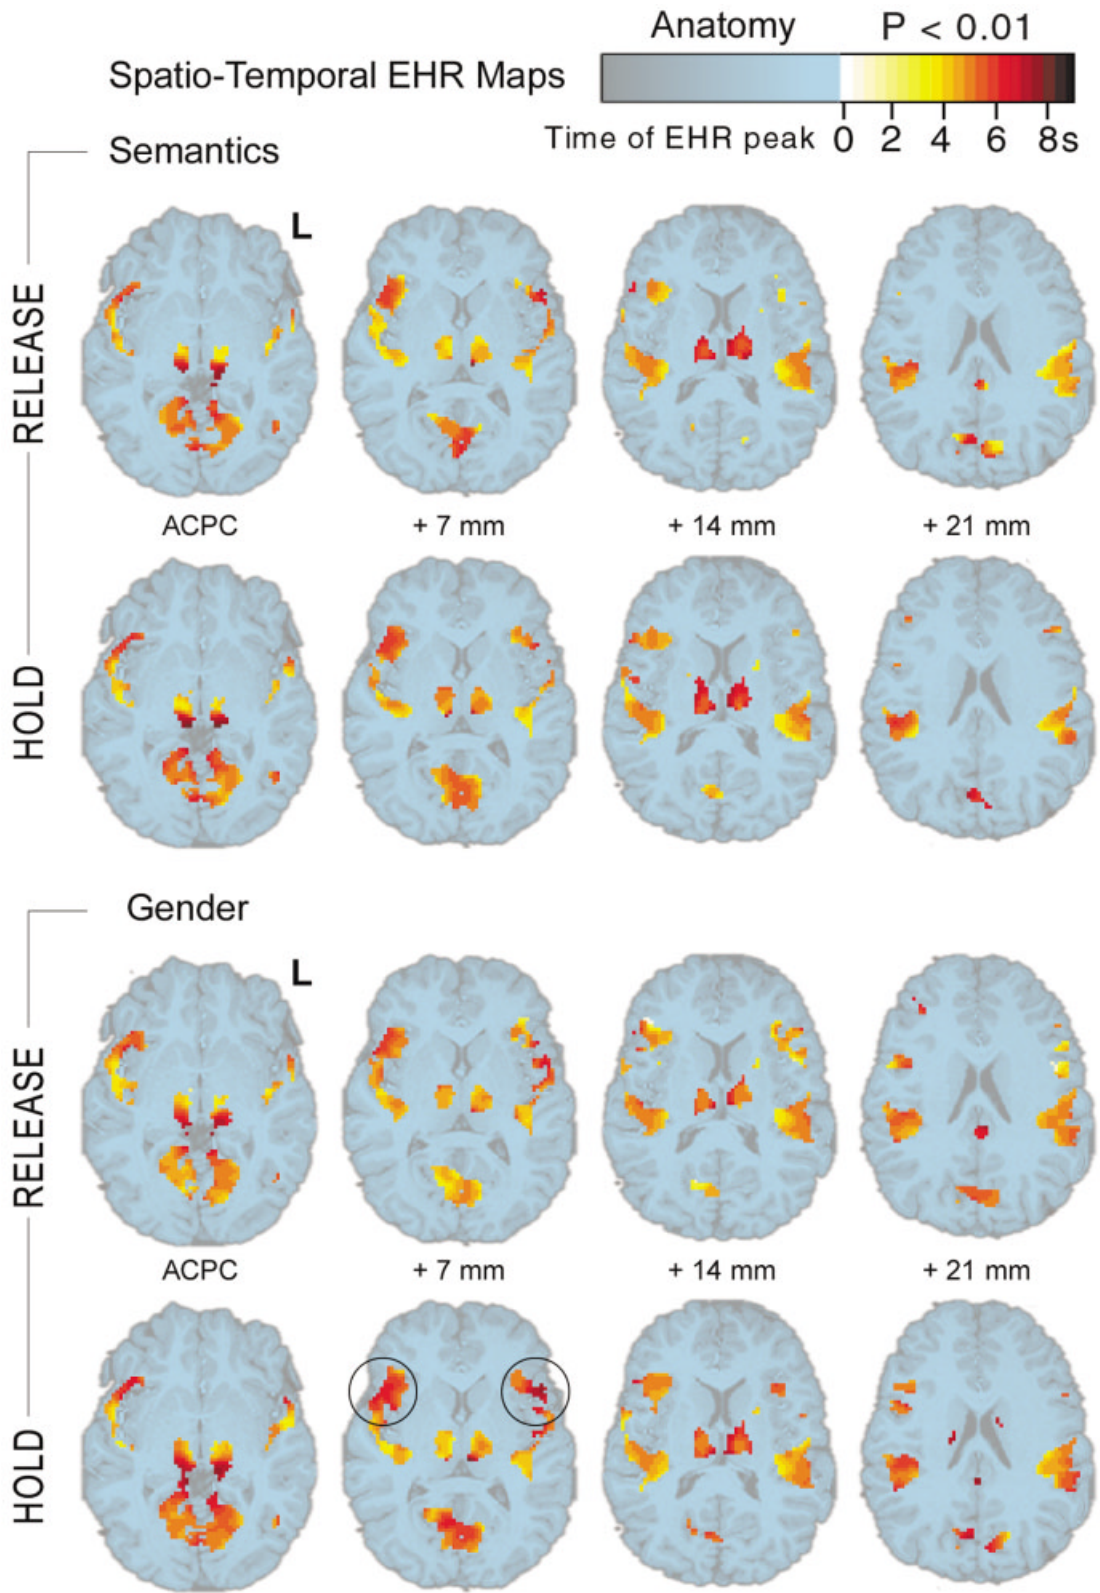 Anatomy P < 0.01
Spatio-Temporal EHR Maps
Time of EHR peak 0 2 4 6 8s
Semantics
L
RELEASE
ACPC + 7 mm + 14 mm + 21 mm
HOLD
Gender
L
RELEASE
ACPC + 7 mm + 14 mm + 21 mm
HOLD